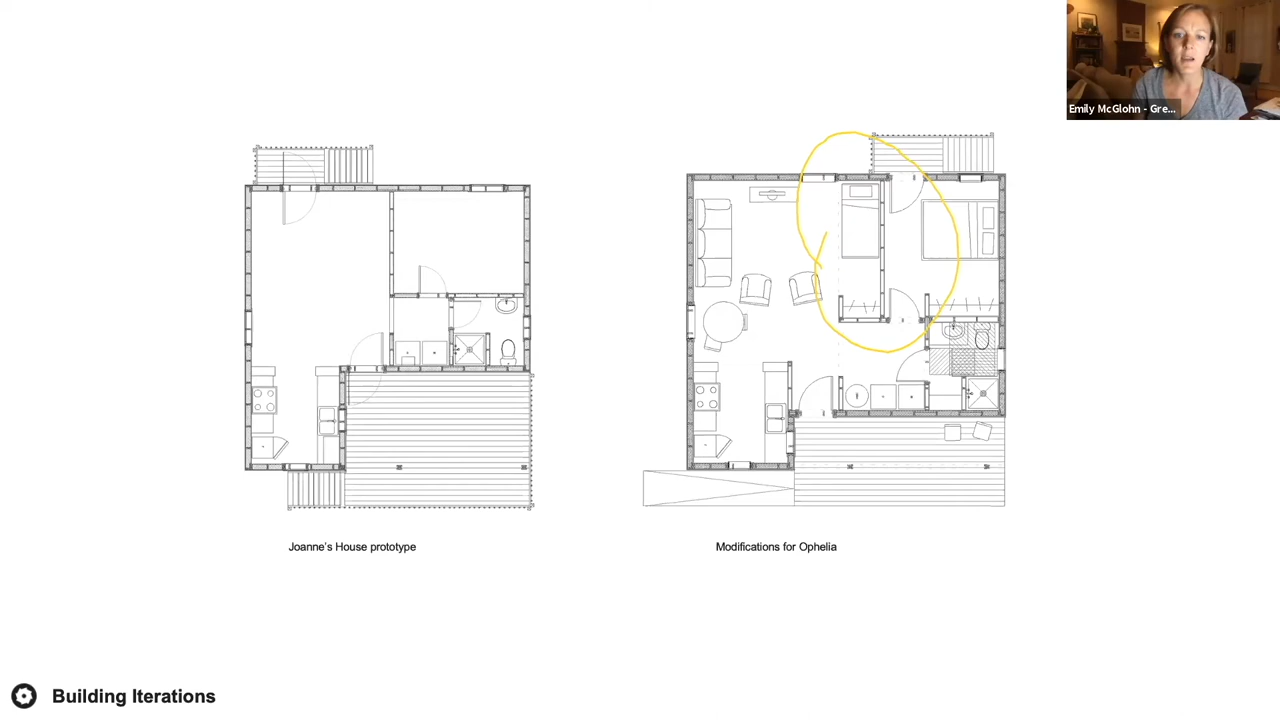 Emily McGlohn - Gre...
Joanne's House prototype
Modifications for Ophelia
Building Iterations